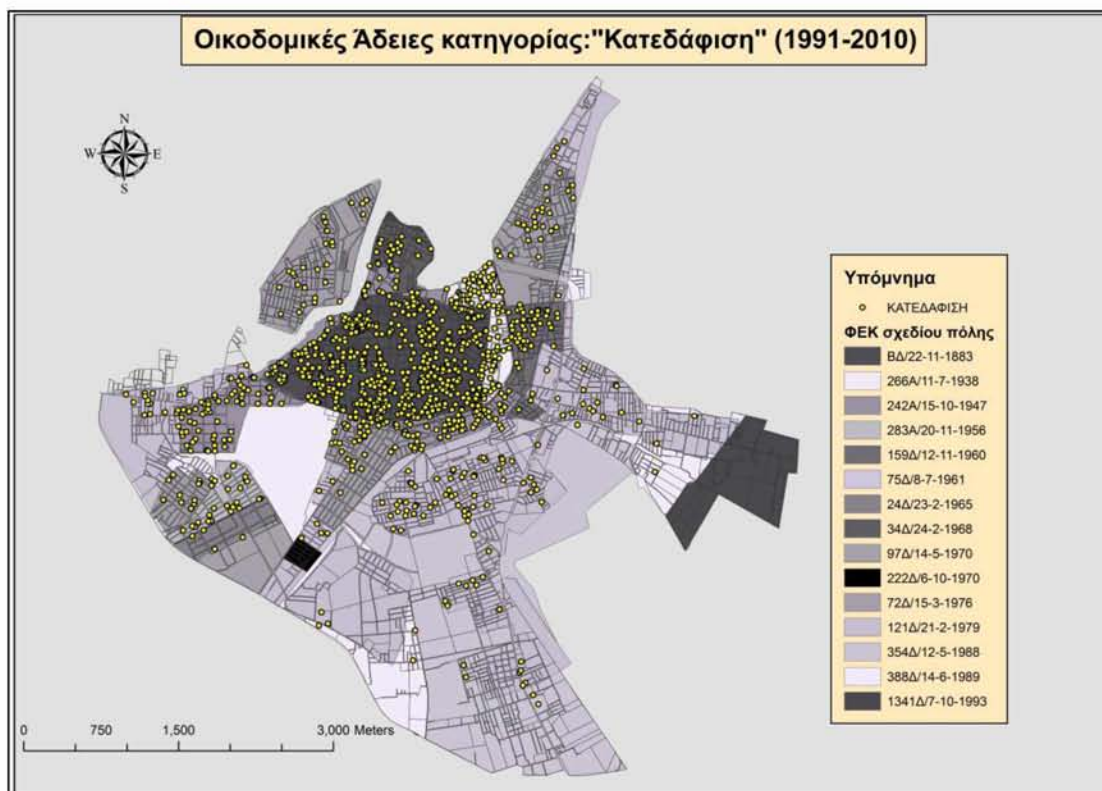 Οικοδομικές Άδειες κατηγορίας:"Κατεδάφιση" (1991-2010)
N
W E
S
Υπόμνημα
ΚΑΤΕΔΑΦΙΣΗ
ΦΕΚ σχεδίου πόλης
ΒΔ/22-11-1883
266Α/11-7-1938
242Α/15-10-1947
283Α/20-11-1956
159Δ/12-11-1960
75Δ/8-7-1961
24Δ/23-2-1965
34Δ/24-2-1968
97Δ/14-5-1970
222Δ/6-10-1970
72Δ/15-3-1976
121Δ/21-2-1979
354Δ/12-5-1988
388Δ/14-6-1989
1341Δ/7-10-1993
0 750 1,500 3,000 Meters